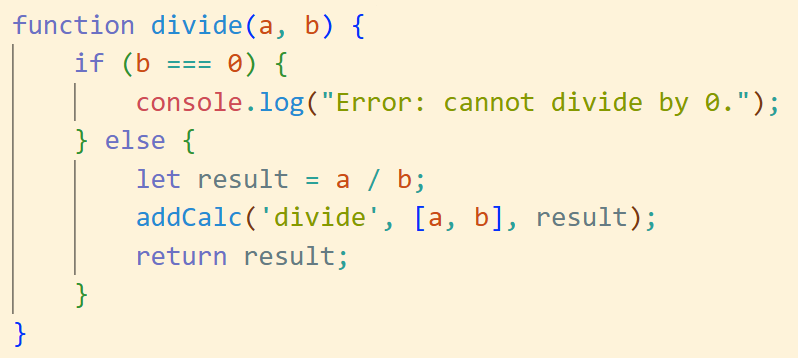 function divide(a, b) {
    if (b === 0) {
        console.log("Error: cannot divide by 0.");
    } else {
        let result = a / b;
        addCalc('divide', [a, b], result);
        return result;
    }
}